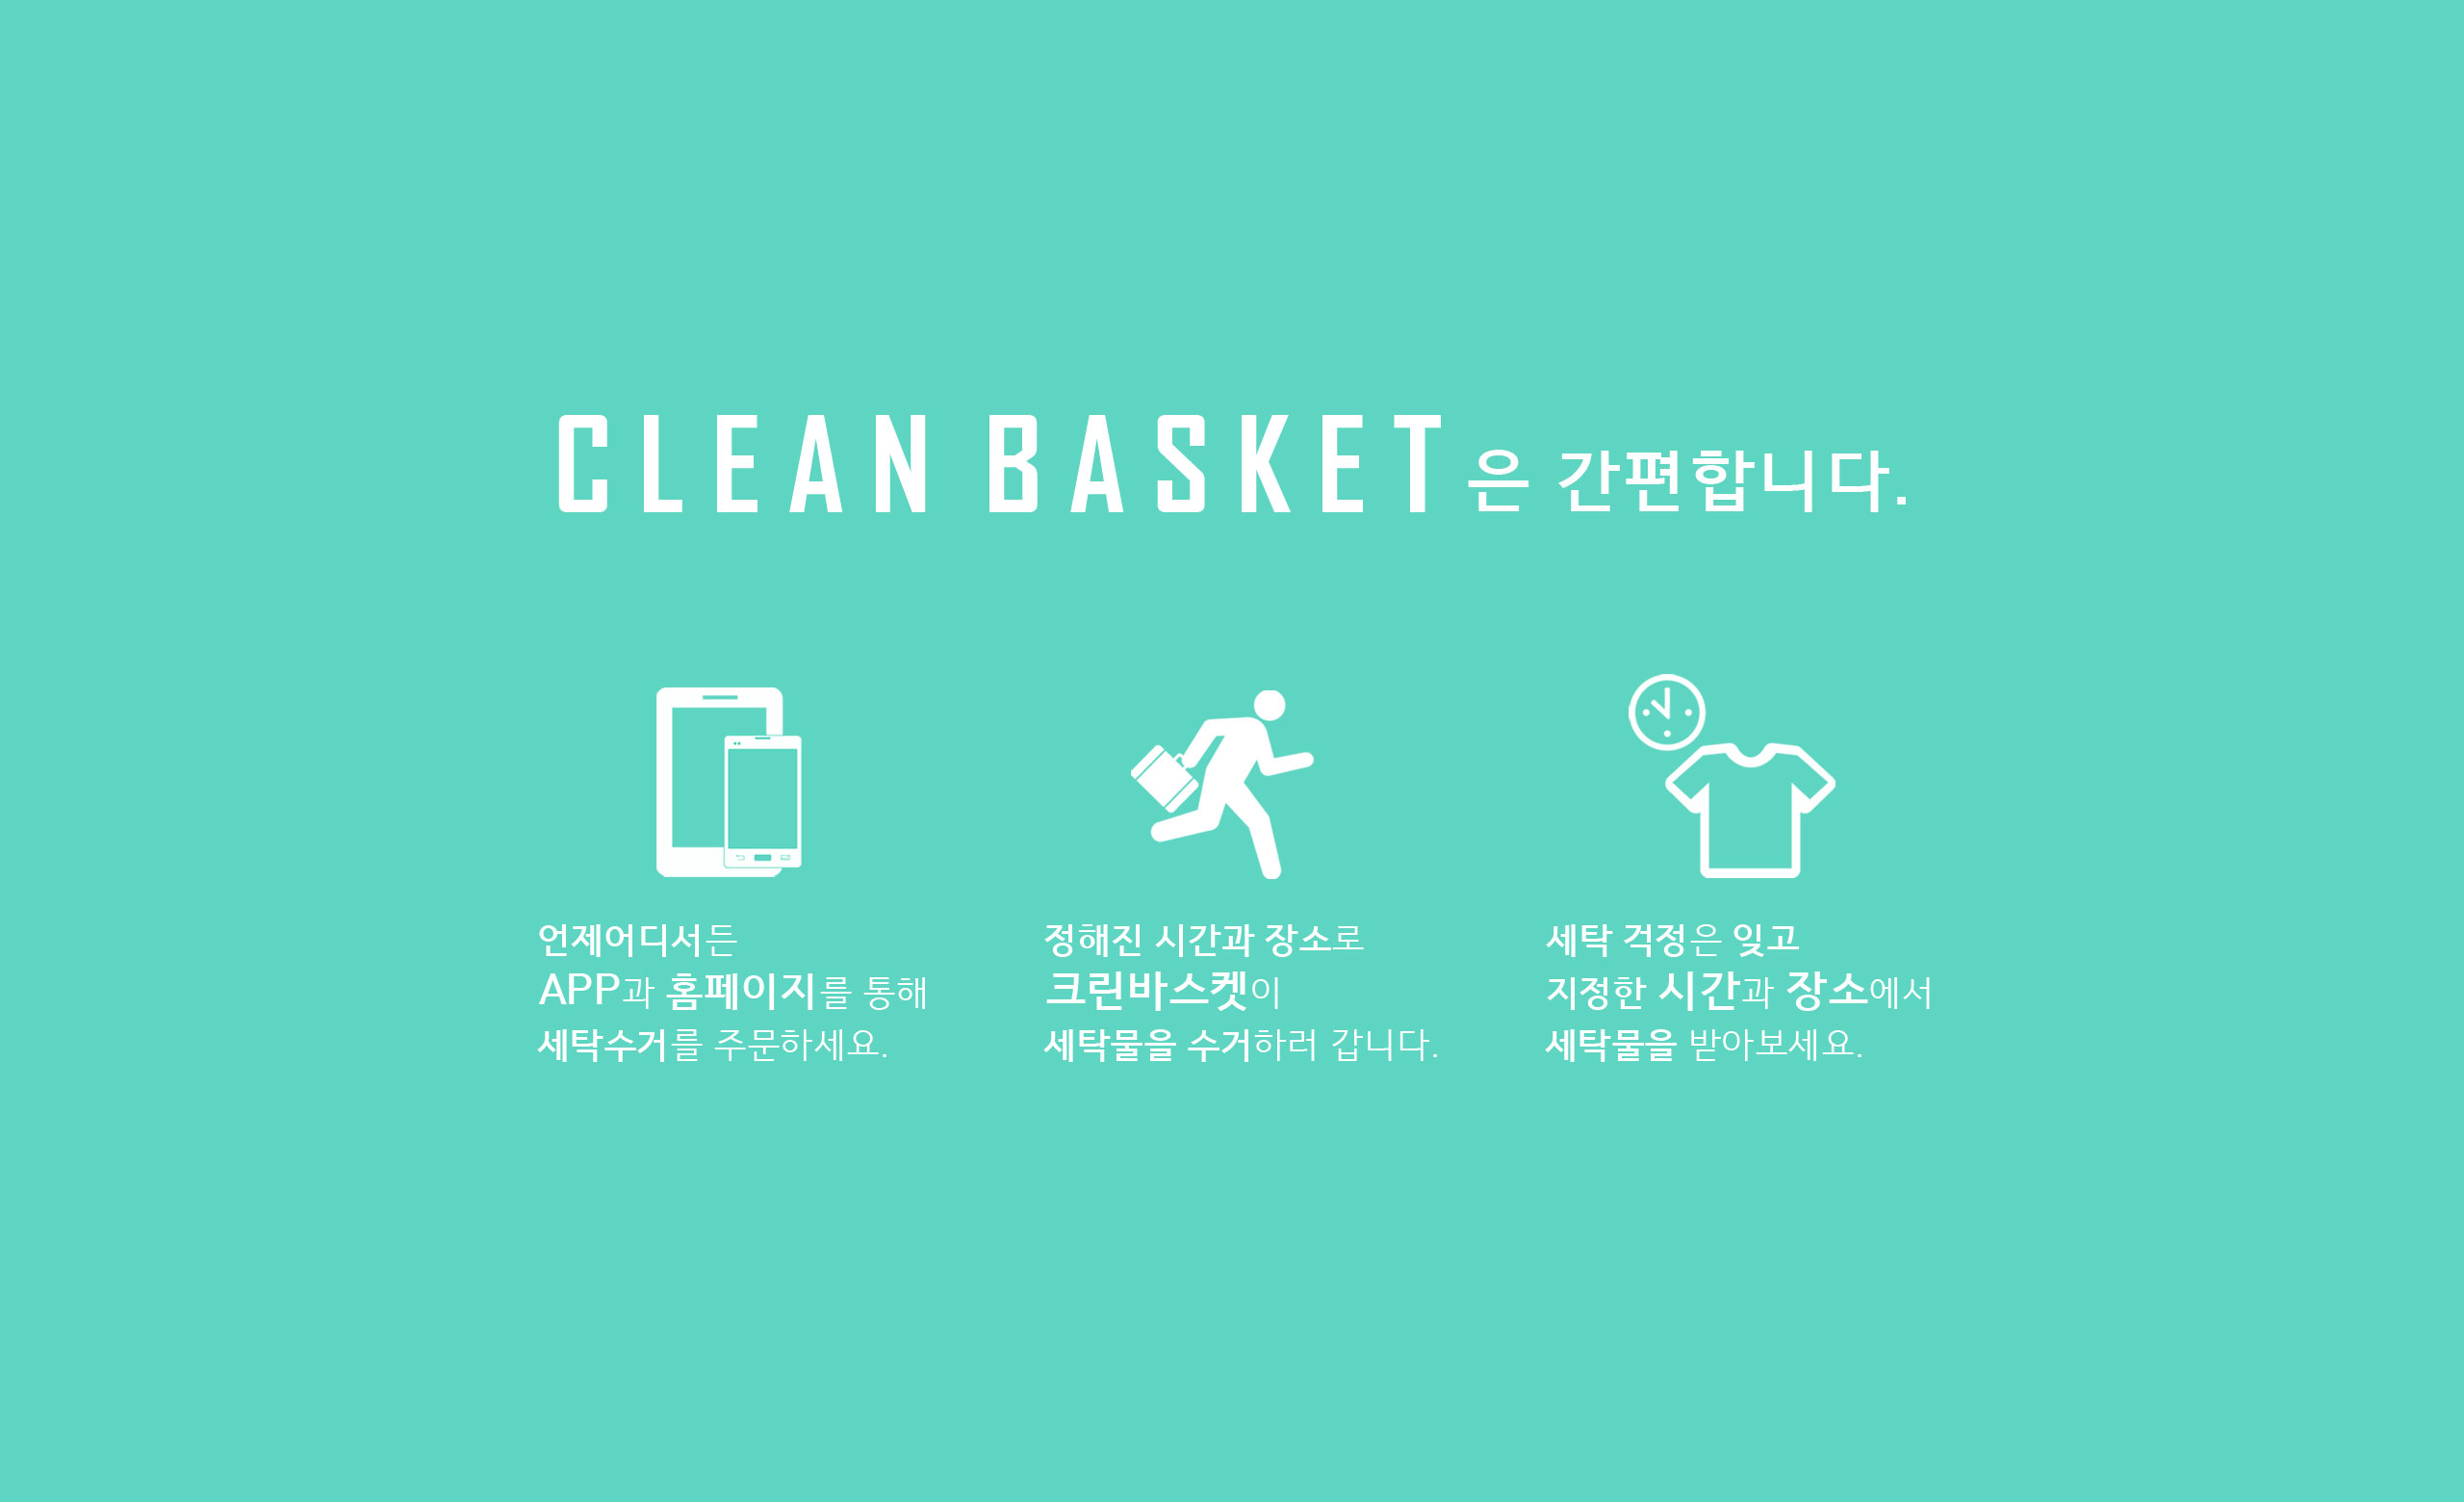 CLEAN BASKET은 간편합니다.
언제어디서든
APP과 홈페이지를 통해
세탁수거를 주문하세요.
정해진 시간과 장소로
크린바스켓이
세탁물을 수거하러 갑니다.
세탁 걱정은 잊고
지정한 시간과 장소에서
세탁물을 받아보세요.